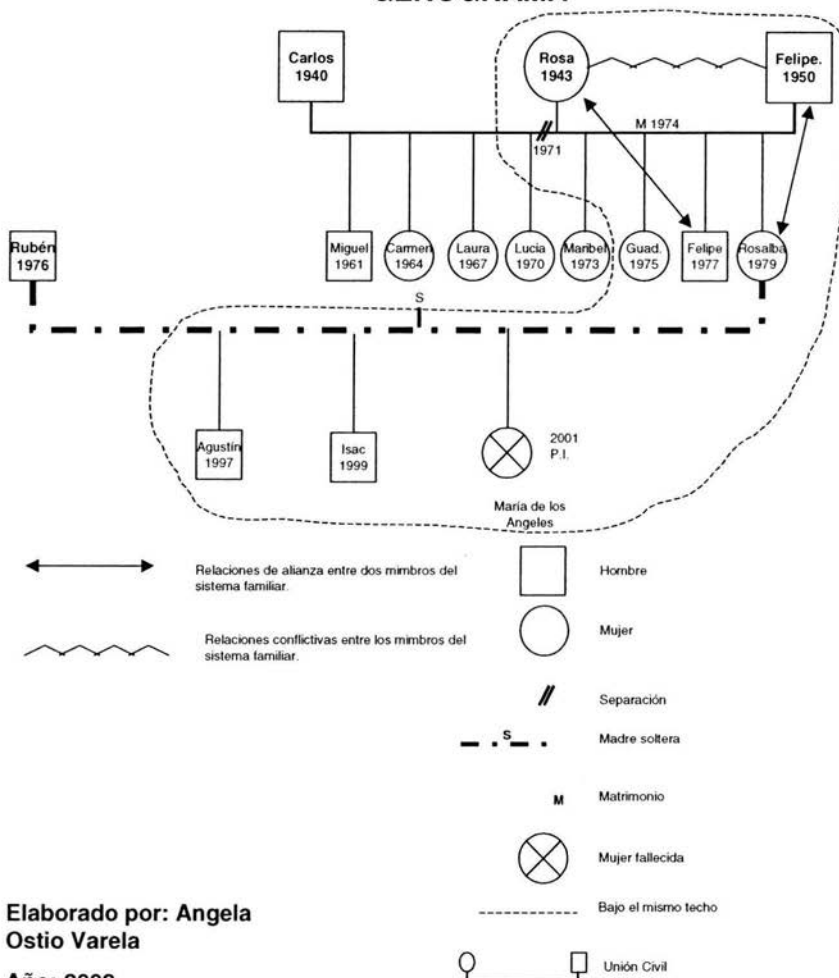 GENOGRAMA
Carlos
1940
Rosa
1943
Felipe.
1950
M 1974
1971
Rubén
1976
Miguel
1961
Carmen
1964
Laura
1967
Lucia
1970
Maribel
1973
Guad.
1975
Felipe
1977
Rosalba
1979
S
Agustín
1997
Isac
1999
2001
P.I.
María de los
Angeles
Relaciones de alianza entre dos mimbros del
sistema familiar.
Relaciones conflictivas entre los mimbros del
sistema familiar.
Hombre
Mujer
Separación
S
Madre soltera
M Matrimonio
Mujer fallecida
Bajo el mismo techo
Unión Civil
Elaborado por: Angela
Ostio Varela
Año: